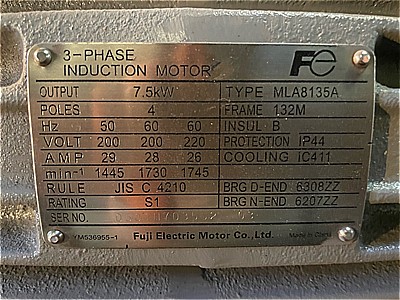 3-PHASE
INDUCTION MOTOR
Fe
OUTPUT 7.5kW TYPE MLA8135A
POLES 4 FRAME 132M
Hz 50 60 60 INSUL B
VOLT 200 200 220 PROTECTION IP44
AMP 29 28 26 COOLING IC411
min-1 1445 1730 1745
RULE JIS C 4210 BRG D-END 6308ZZ
RATING S1 BRG N-END 6207ZZ
SER NO.
YMS36955-1 Fuji Electric Motor Co., Ltd. Made in China